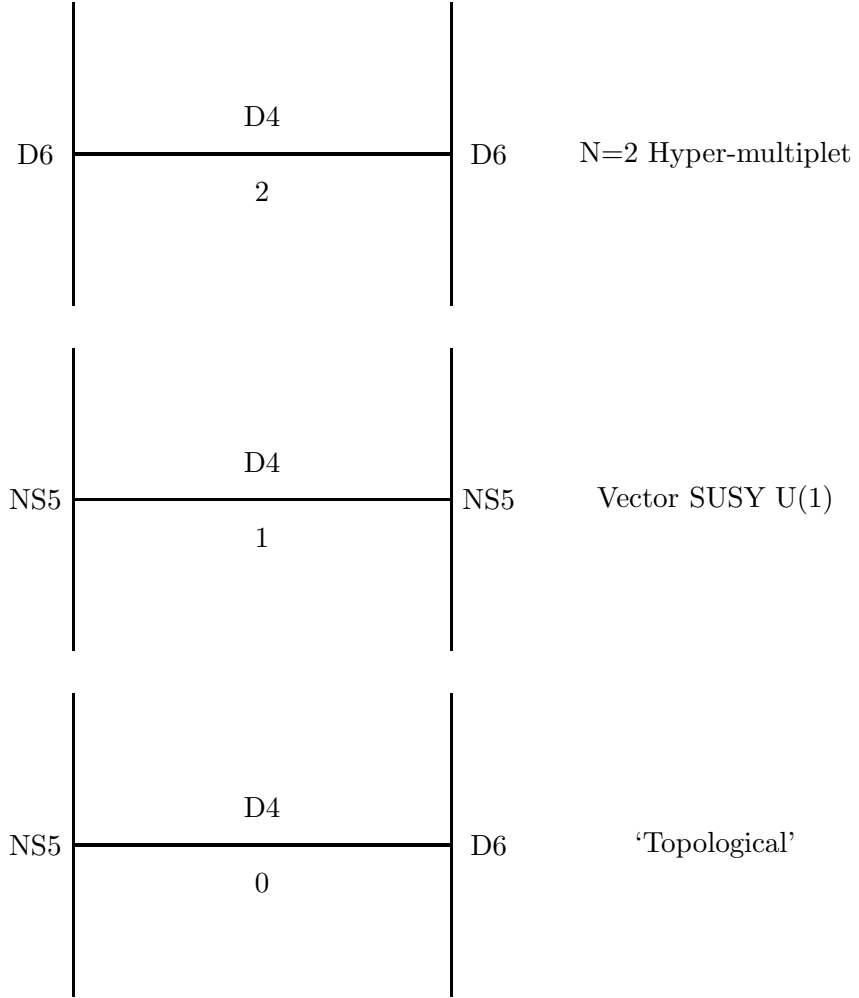 D4
D6 D6 N=2 Hyper-multiplet
2
D4
NS5 NS5 Vector SUSY U(1)
1
D4
NS5 D6 ‘Topological’
0